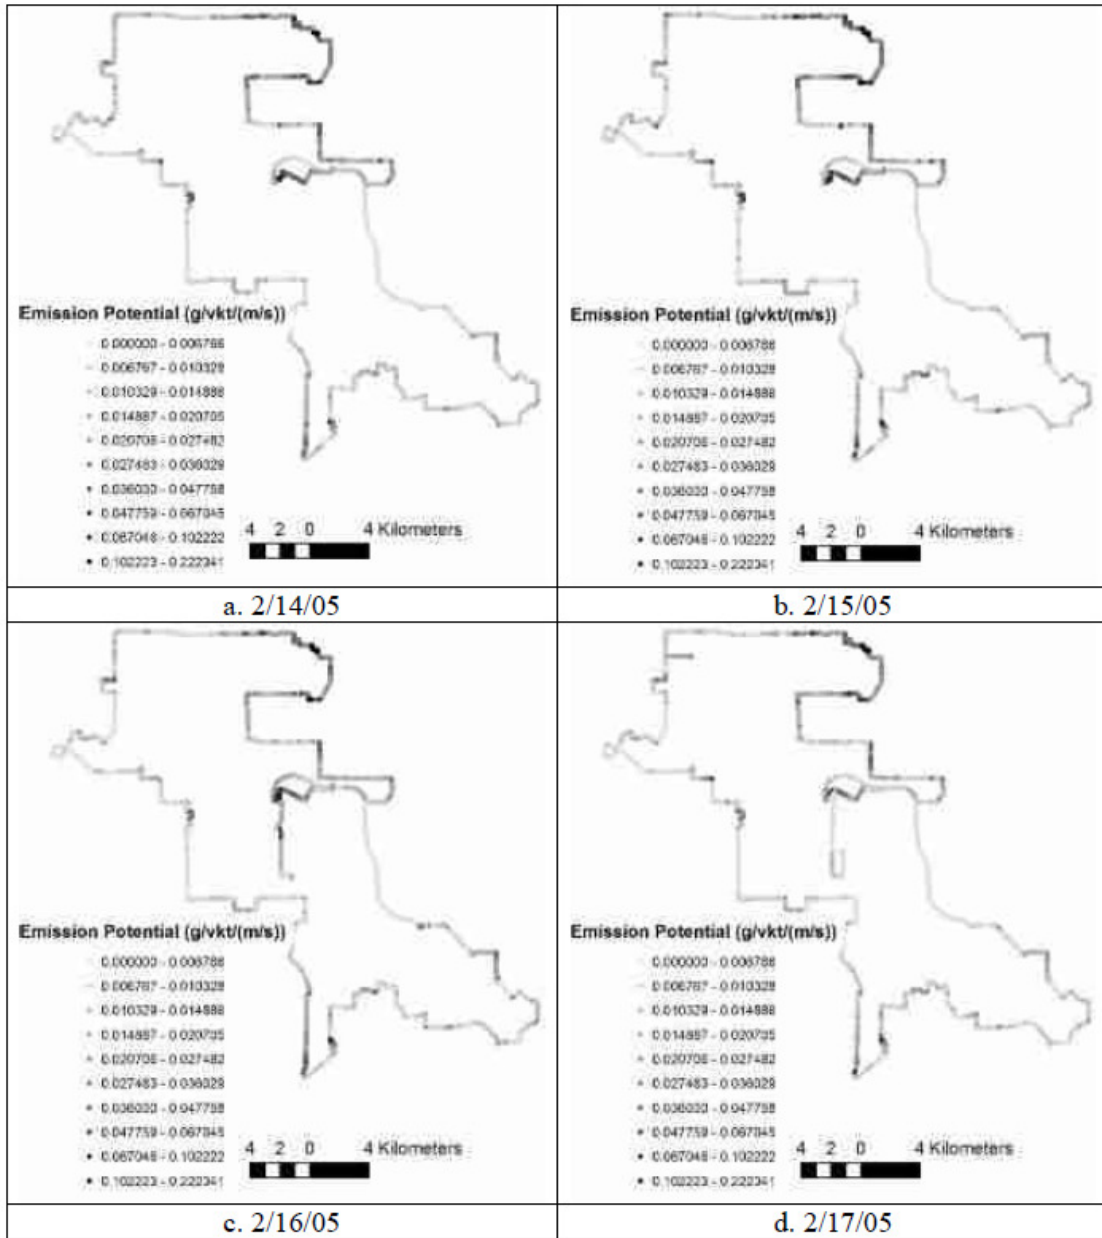 Emission Potential (g/vkt/(m/s))
0.000000 - 0.006766
0.006767 - 0.010328
0.010329 - 0.014886
0.014887 - 0.020705
0.020706 - 0.027482
0.027483 - 0.036029
0.036030 - 0.047758
0.047759 - 0.067045
0.067046 - 0.102222
0.102223 - 0.222341
4 2 0 4 Kilometers
a. 2/14/05
Emission Potential (g/vkt/(m/s))
0.000000 - 0.006766
0.006767 - 0.010328
0.010329 - 0.014886
0.014887 - 0.020705
0.020706 - 0.027482
0.027483 - 0.036029
0.036030 - 0.047758
0.047759 - 0.067045
0.067046 - 0.102222
0.102223 - 0.222341
4 2 0 4 Kilometers
b. 2/15/05
Emission Potential (g/vkt/(m/s))
0.000000 - 0.006766
0.006767 - 0.010328
0.010329 - 0.014886
0.014887 - 0.020705
0.020706 - 0.027482
0.027483 - 0.036029
0.036030 - 0.047758
0.047759 - 0.067045
0.067046 - 0.102222
0.102223 - 0.222341
4 2 0 4 Kilometers
c. 2/16/05
Emission Potential (g/vkt/(m/s))
0.000000 - 0.006766
0.006767 - 0.010328
0.010329 - 0.014886
0.014887 - 0.020705
0.020706 - 0.027482
0.027483 - 0.036029
0.036030 - 0.047758
0.047759 - 0.067045
0.067046 - 0.102222
0.102223 - 0.222341
4 2 0 4 Kilometers
d. 2/17/05